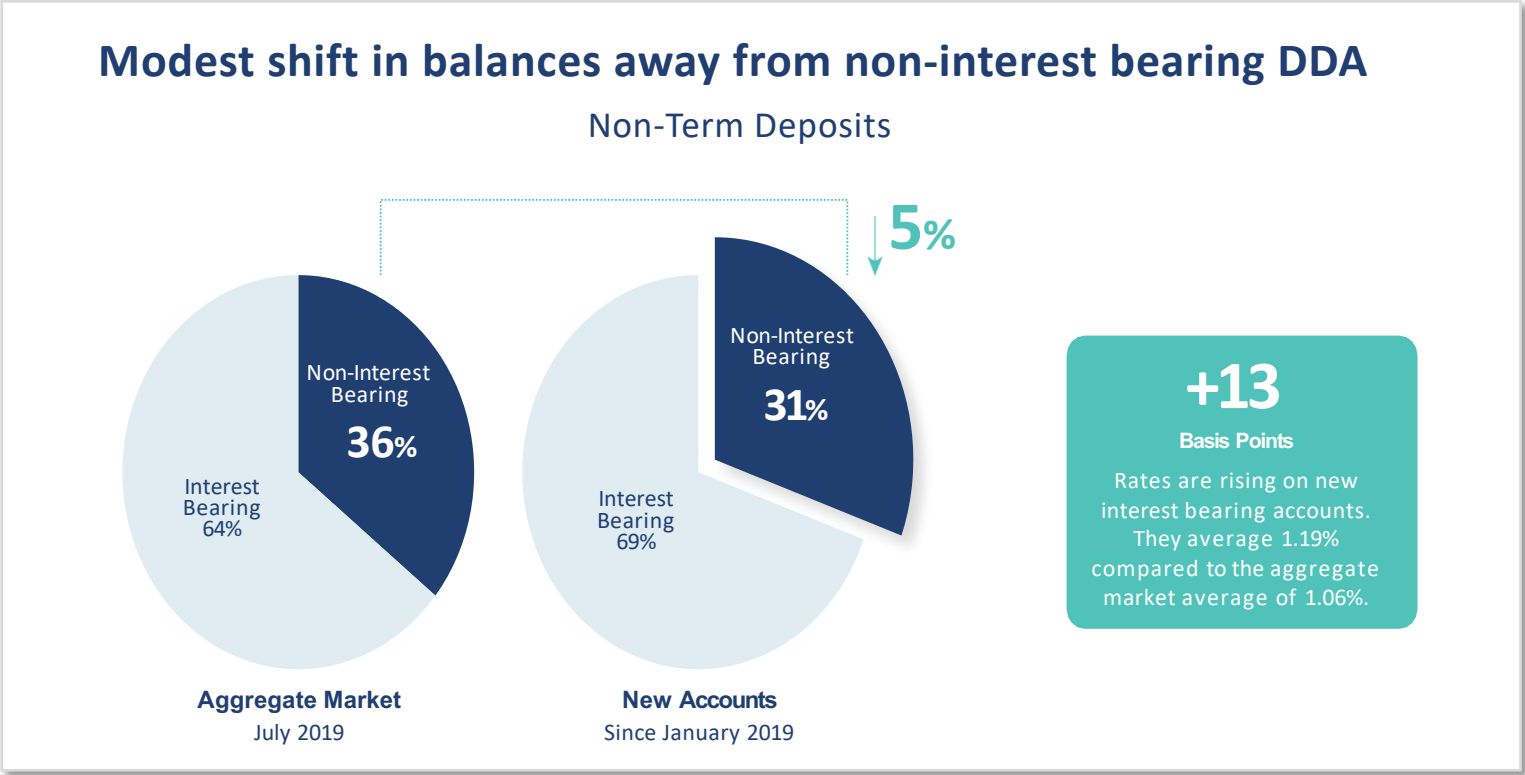 Modest shift in balances away from non-interest bearing DDA
Non-Term Deposits
5%
Non-Interest
Bearing
36%
Interest
Bearing
64%
Aggregate Market
July 2019
Non-Interest
Bearing
31%
Interest
Bearing
69%
New Accounts
Since January 2019
+13
Basis Points
Rates are rising on new
interest bearing accounts.
They average 1.19%
compared to the aggregate
market average of 1.06%.